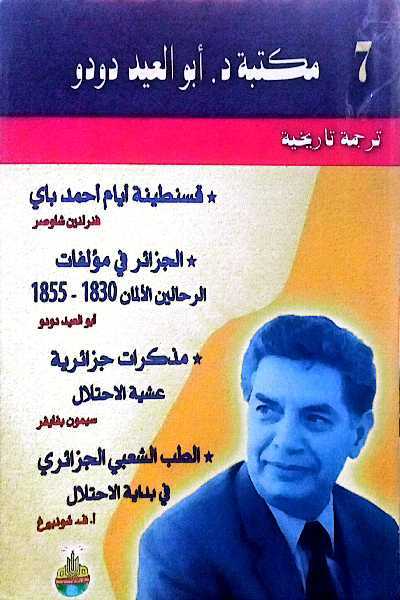 7 مكتبة د. أبو العيد دودو
ترجمة تاريخية
* قسنطينة أيام أحمد باي
فندلين شلوصر
* الجزائر في مؤلفات
الرحالين الألمان 1830 - 1855
أبو العيد دودو
* مذكرات جزائرية
عشية الاحتلال
سيمون بفايفر
* الطب الشعبي الجزائري
في بداية الاحتلال
أ. ف. شونبيرغ